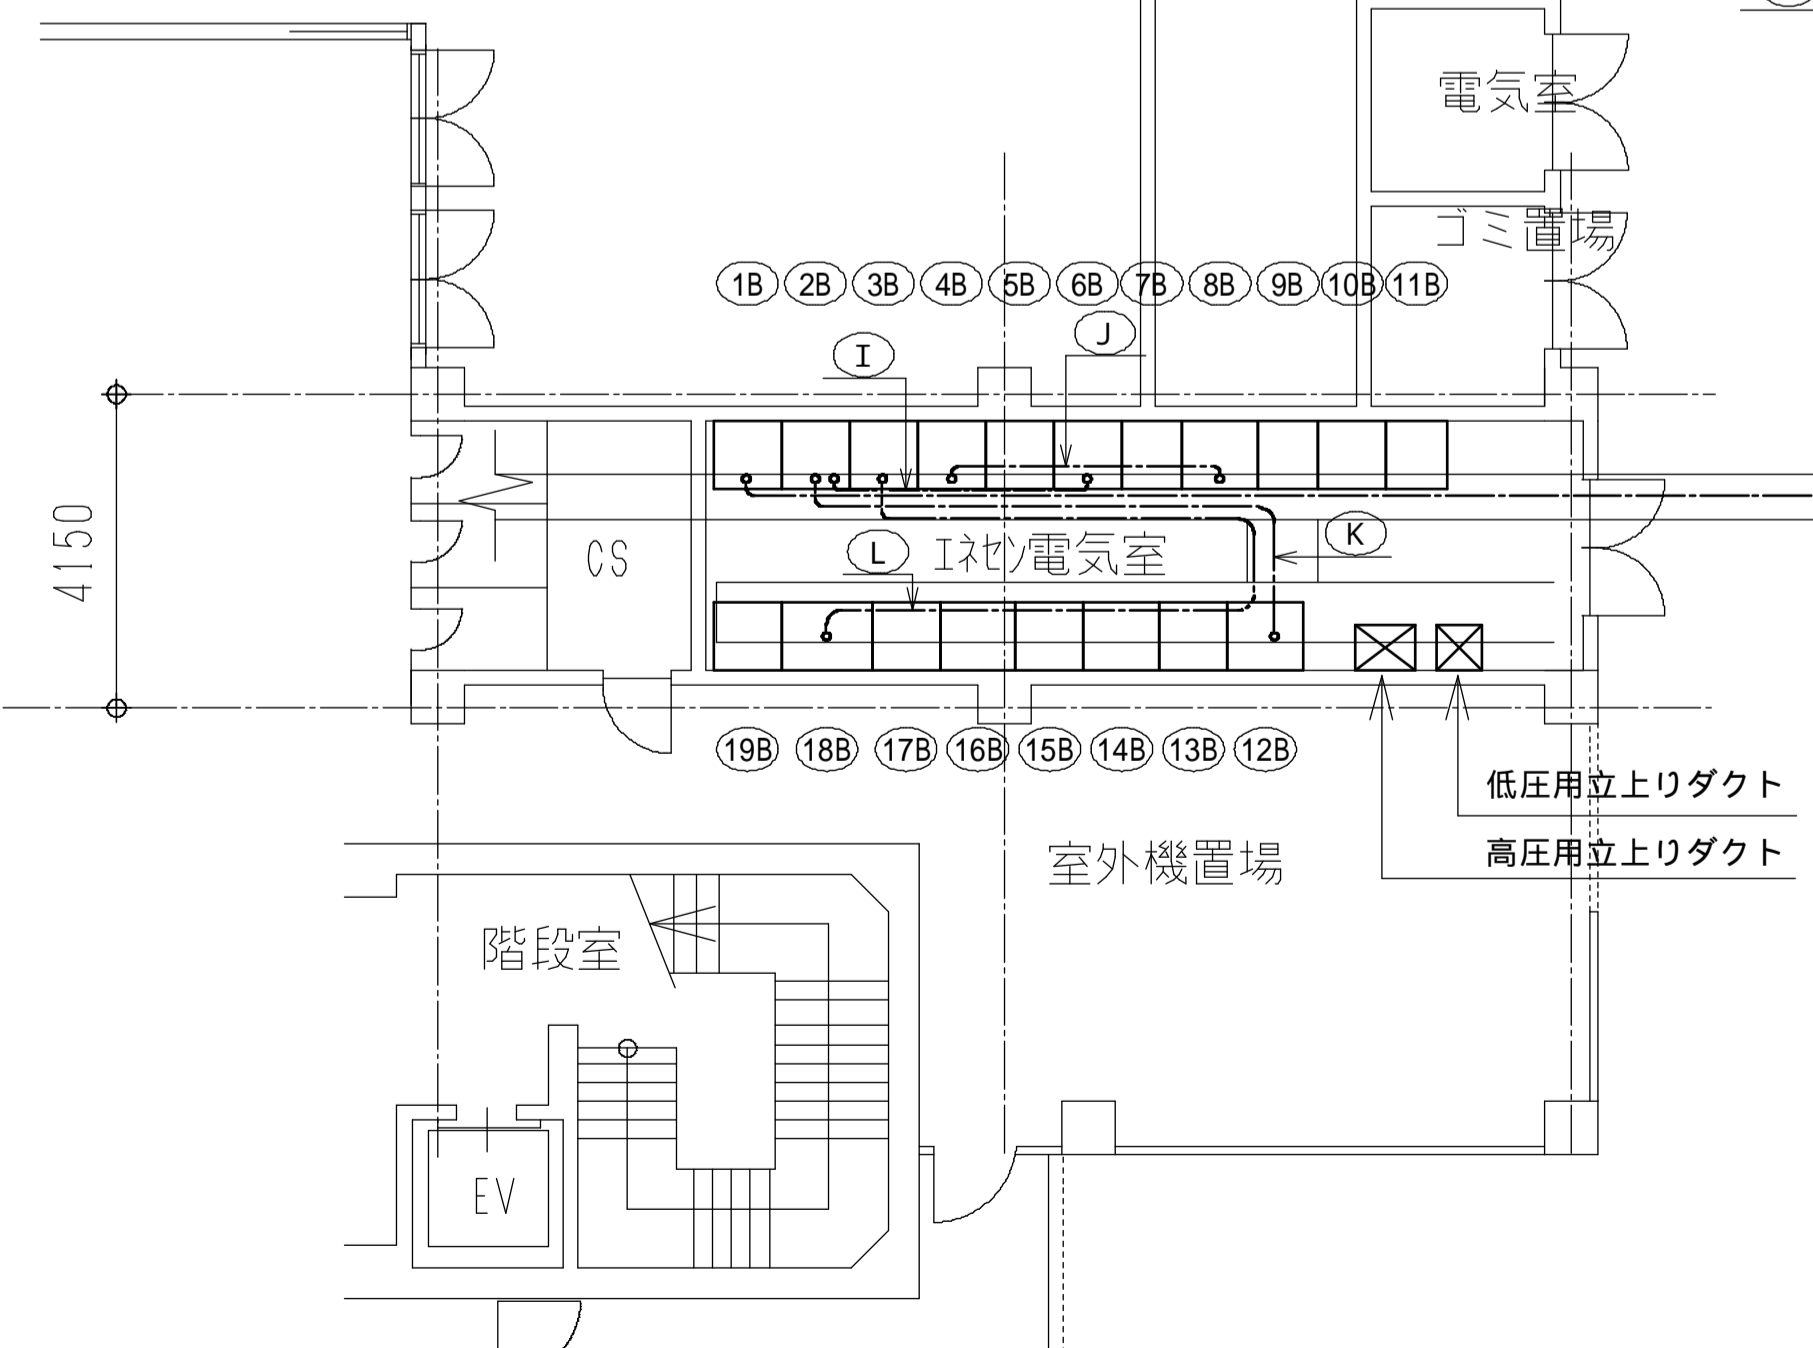 電気室
ゴミ置場
1B 2B 3B 4B 5B 6B 7B 8B 9B 10B 11B
J
I
4150
CS
L
エネセン電気室
K
19B 18B 17B 16B 15B 14B 13B 12B
低圧用立上りダクト
高圧用立上りダクト
室外機置場
階段室
EV